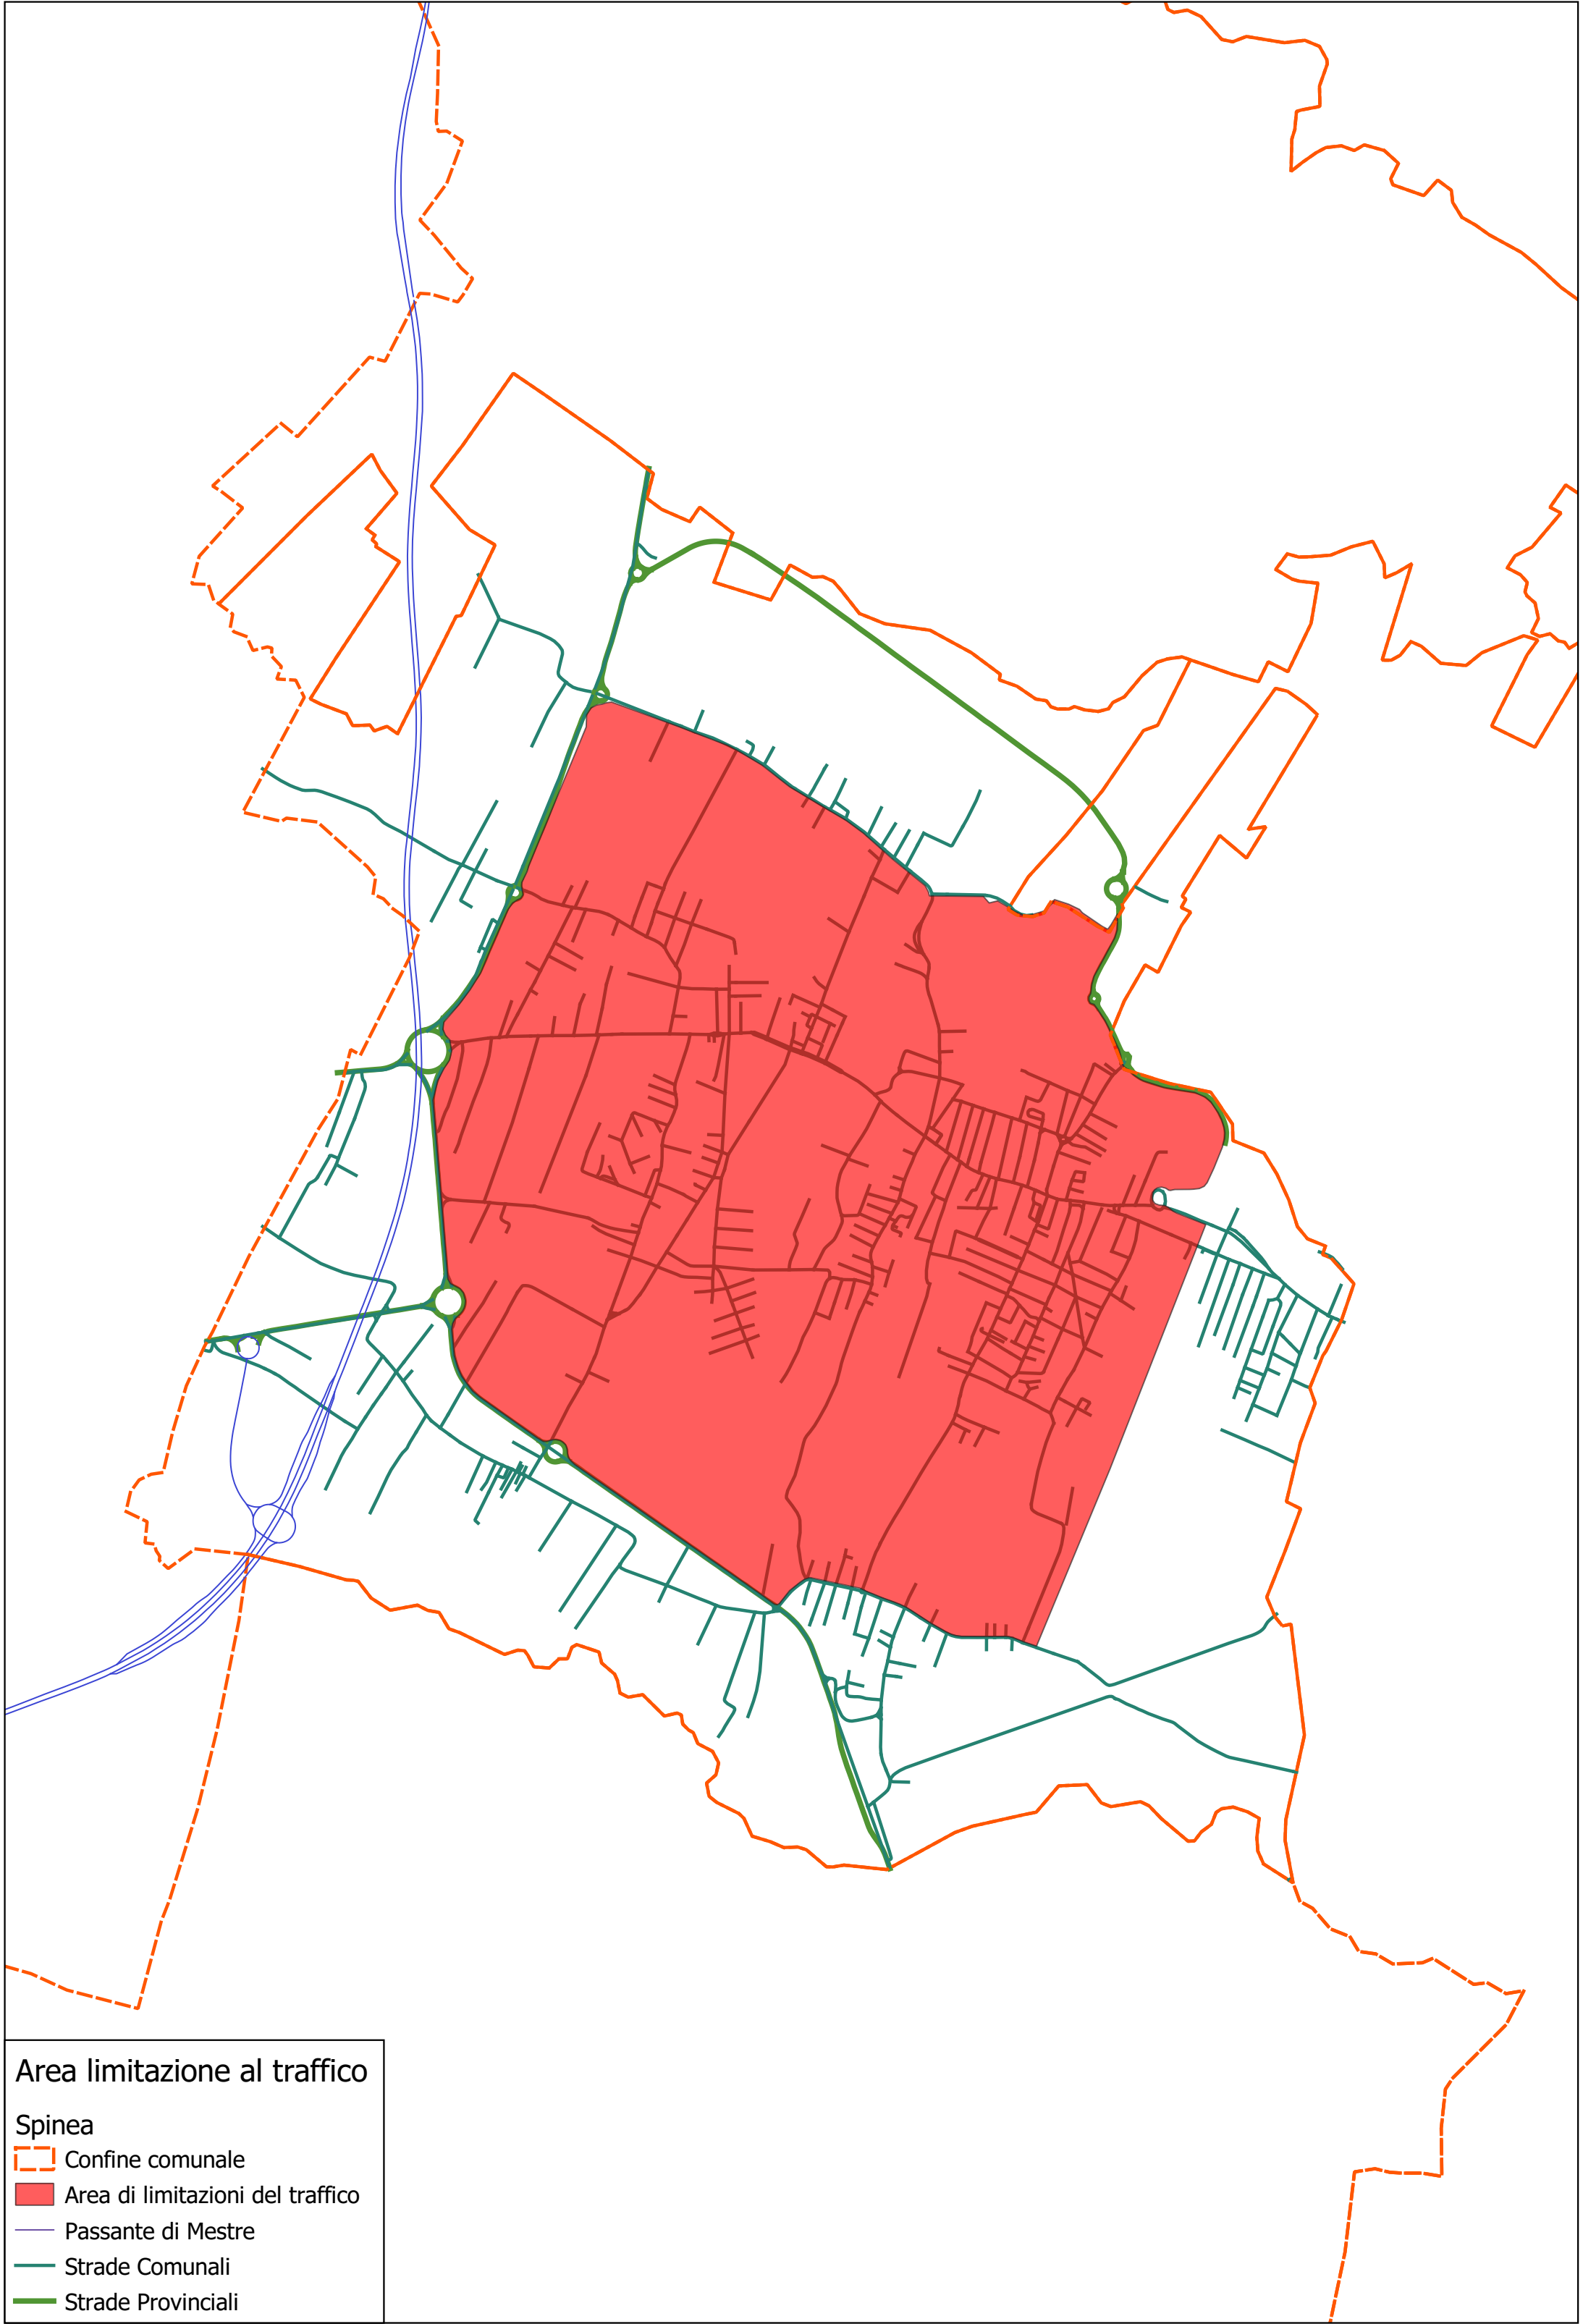 Area limitazione al traffico
Spinea
Confine comunale
Area di limitazioni del traffico
Passante di Mestre
Strade Comunali
Strade Provinciali